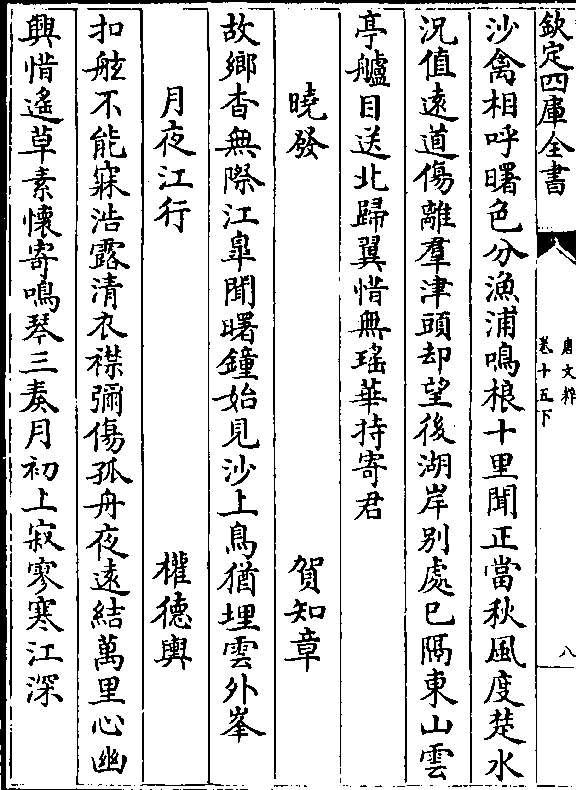 欽定四庫全書
唐文粹
卷十五下
八
沙禽相呼曙色分漁浦鳴榔十里聞正當秋風度楚水
況值遠道傷離羣津頭却望後湖岸別處已隔東山雲
亭艫目送北歸翼惜無瑤華持寄君
曉發 賀知章
故鄉杳無際江臯聞曙鐘始見沙上鳥猶埋雲外峯
月夜江行 權德輿
扣舷不能寐浩露清衣襟彌傷孤舟夜遠結萬里心幽
興惜遙草素懷寄鳴琴三奏月初上寂寥寒江深